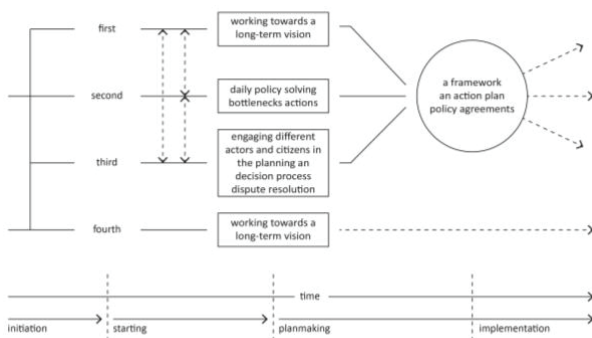 first
working towards a
long-term vision
second
daily policy solving
bottlenecks actions
a framework
an action plan
policy agreements
third
engaging different
actors and citizens in
the planning an
decision process
dispute resolution
fourth
working towards a
long-term vision
time
initiation
starting
planmaking
implementation